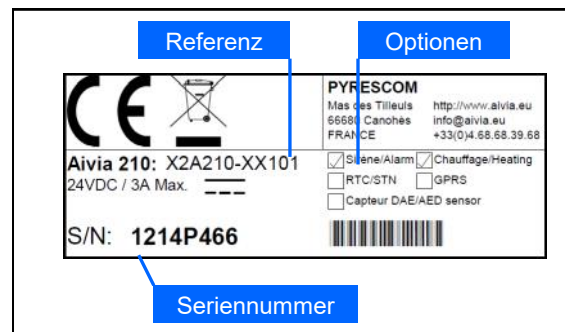 Referenz
Optionen
CE
PYRESCOM
Mas des Tilleuls http://www.aivia.eu
66680 Canohès info@aivia.eu
FRANCE +33(0)4.68.68.39.68
Aivia 210: X2A210-XX101
24VDC / 3A Max.
Sirène/Alarm Chauffage/Heating
RTC/STN GPRS
Capteur DAE/AED sensor
S/N: 1214P466
Seriennummer